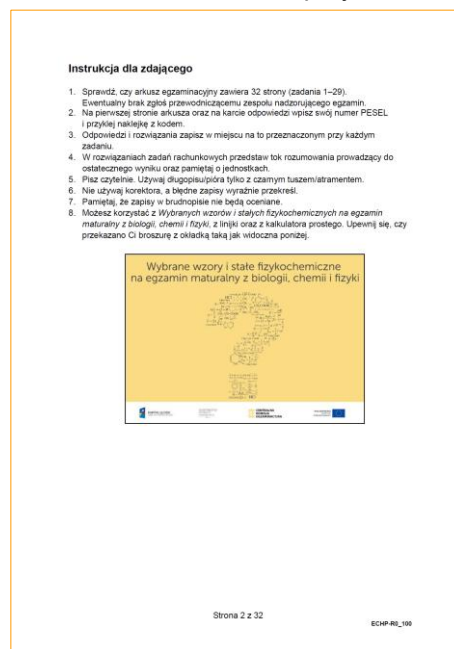 Instrukcja dla zdającego
1. Sprawdź, czy arkusz egzaminacyjny zawiera 32 strony (zadania 1–29).
Ewentualny brak zgłoś przewodniczącemu zespołu nadzorującego egzamin.
2. Na pierwszej stronie arkusza oraz na karcie odpowiedzi wpisz swój numer PESEL
i przyklej naklejkę z kodem.
3. Odpowiedzi i rozwiązania zapisz w miejscu na to przeznaczonym przy każdym
zadaniu.
4. W rozwiązaniach zadań rachunkowych przedstaw tok rozumowania prowadzący do
ostatecznego wyniku oraz pamiętaj o jednostkach.
5. Pisz czytelnie. Używaj długopisu/pióra tylko z czarnym tuszem/atramentem.
6. Nie używaj korektora, a błędne zapisy wyraźnie przekreśl.
7. Pamiętaj, że zapisy w brudnopisie nie będą oceniane.
8. Możesz korzystać z Wybranych wzorów i stałych fizykochemicznych na egzamin
maturalny z biologii, chemii i fizyki, z linijki oraz z kalkulatora prostego. Upewnij się, czy
przekazano Ci broszurę z okładką taką jak widoczna poniżej.
Wybrane wzory i stałe fizykochemiczne
na egzamin maturalny z biologii, chemii i fizyki
Strona 2 z 32
ECHP-R0_100